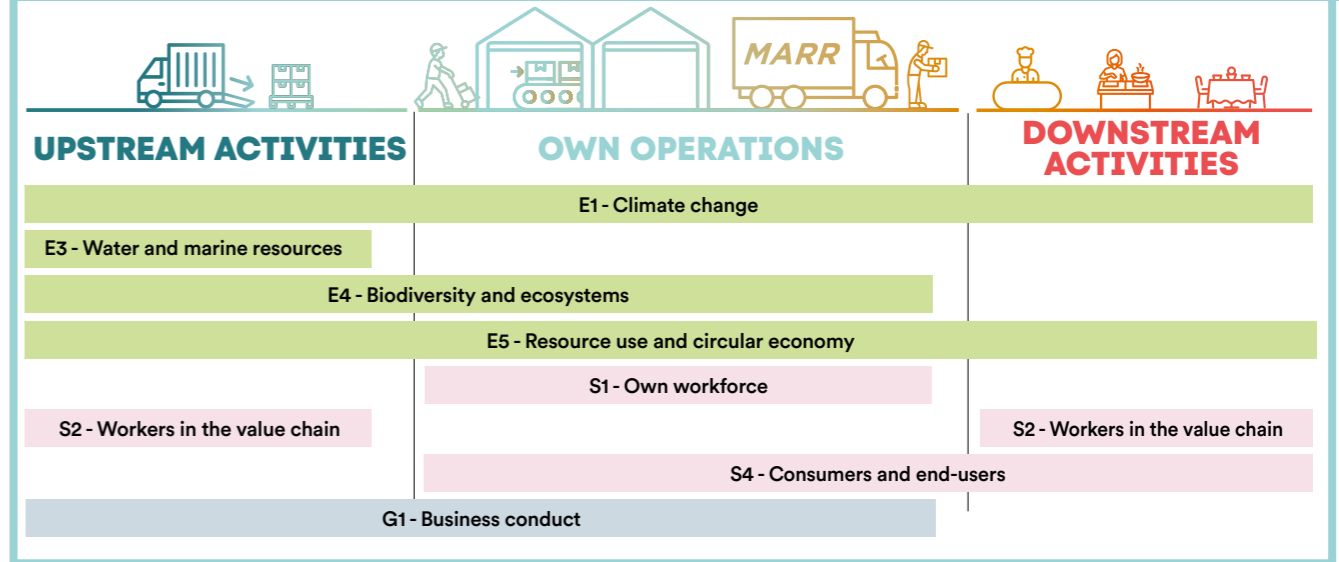 MARR
UPSTREAM ACTIVITIES
OWN OPERATIONS
DOWNSTREAM
ACTIVITIES
E1 - Climate change
E3 - Water and marine resources
E4 - Biodiversity and ecosystems
E5 - Resource use and circular economy
S1 - Own workforce
S2 - Workers in the value chain
S2 - Workers in the value chain
S4 - Consumers and end-users
G1 - Business conduct